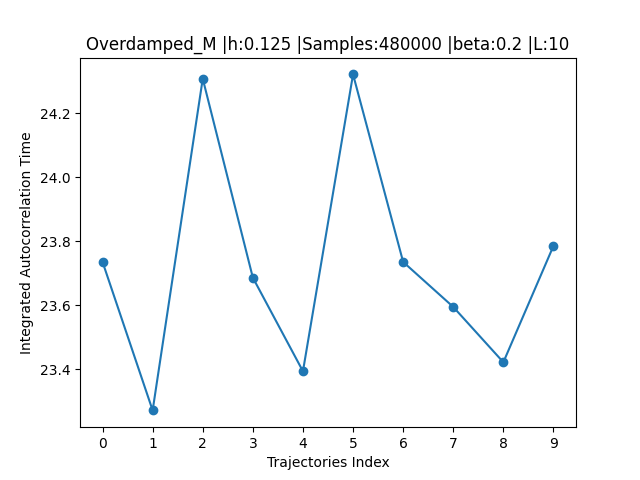 Overdamped_M |h:0.125 |Samples:480000 |beta:0.2 |L:10
Integrated Autocorrelation Time
24.2
24.0
23.8
23.6
23.4
0 1 2 3 4 5 6 7 8 9
Trajectories Index